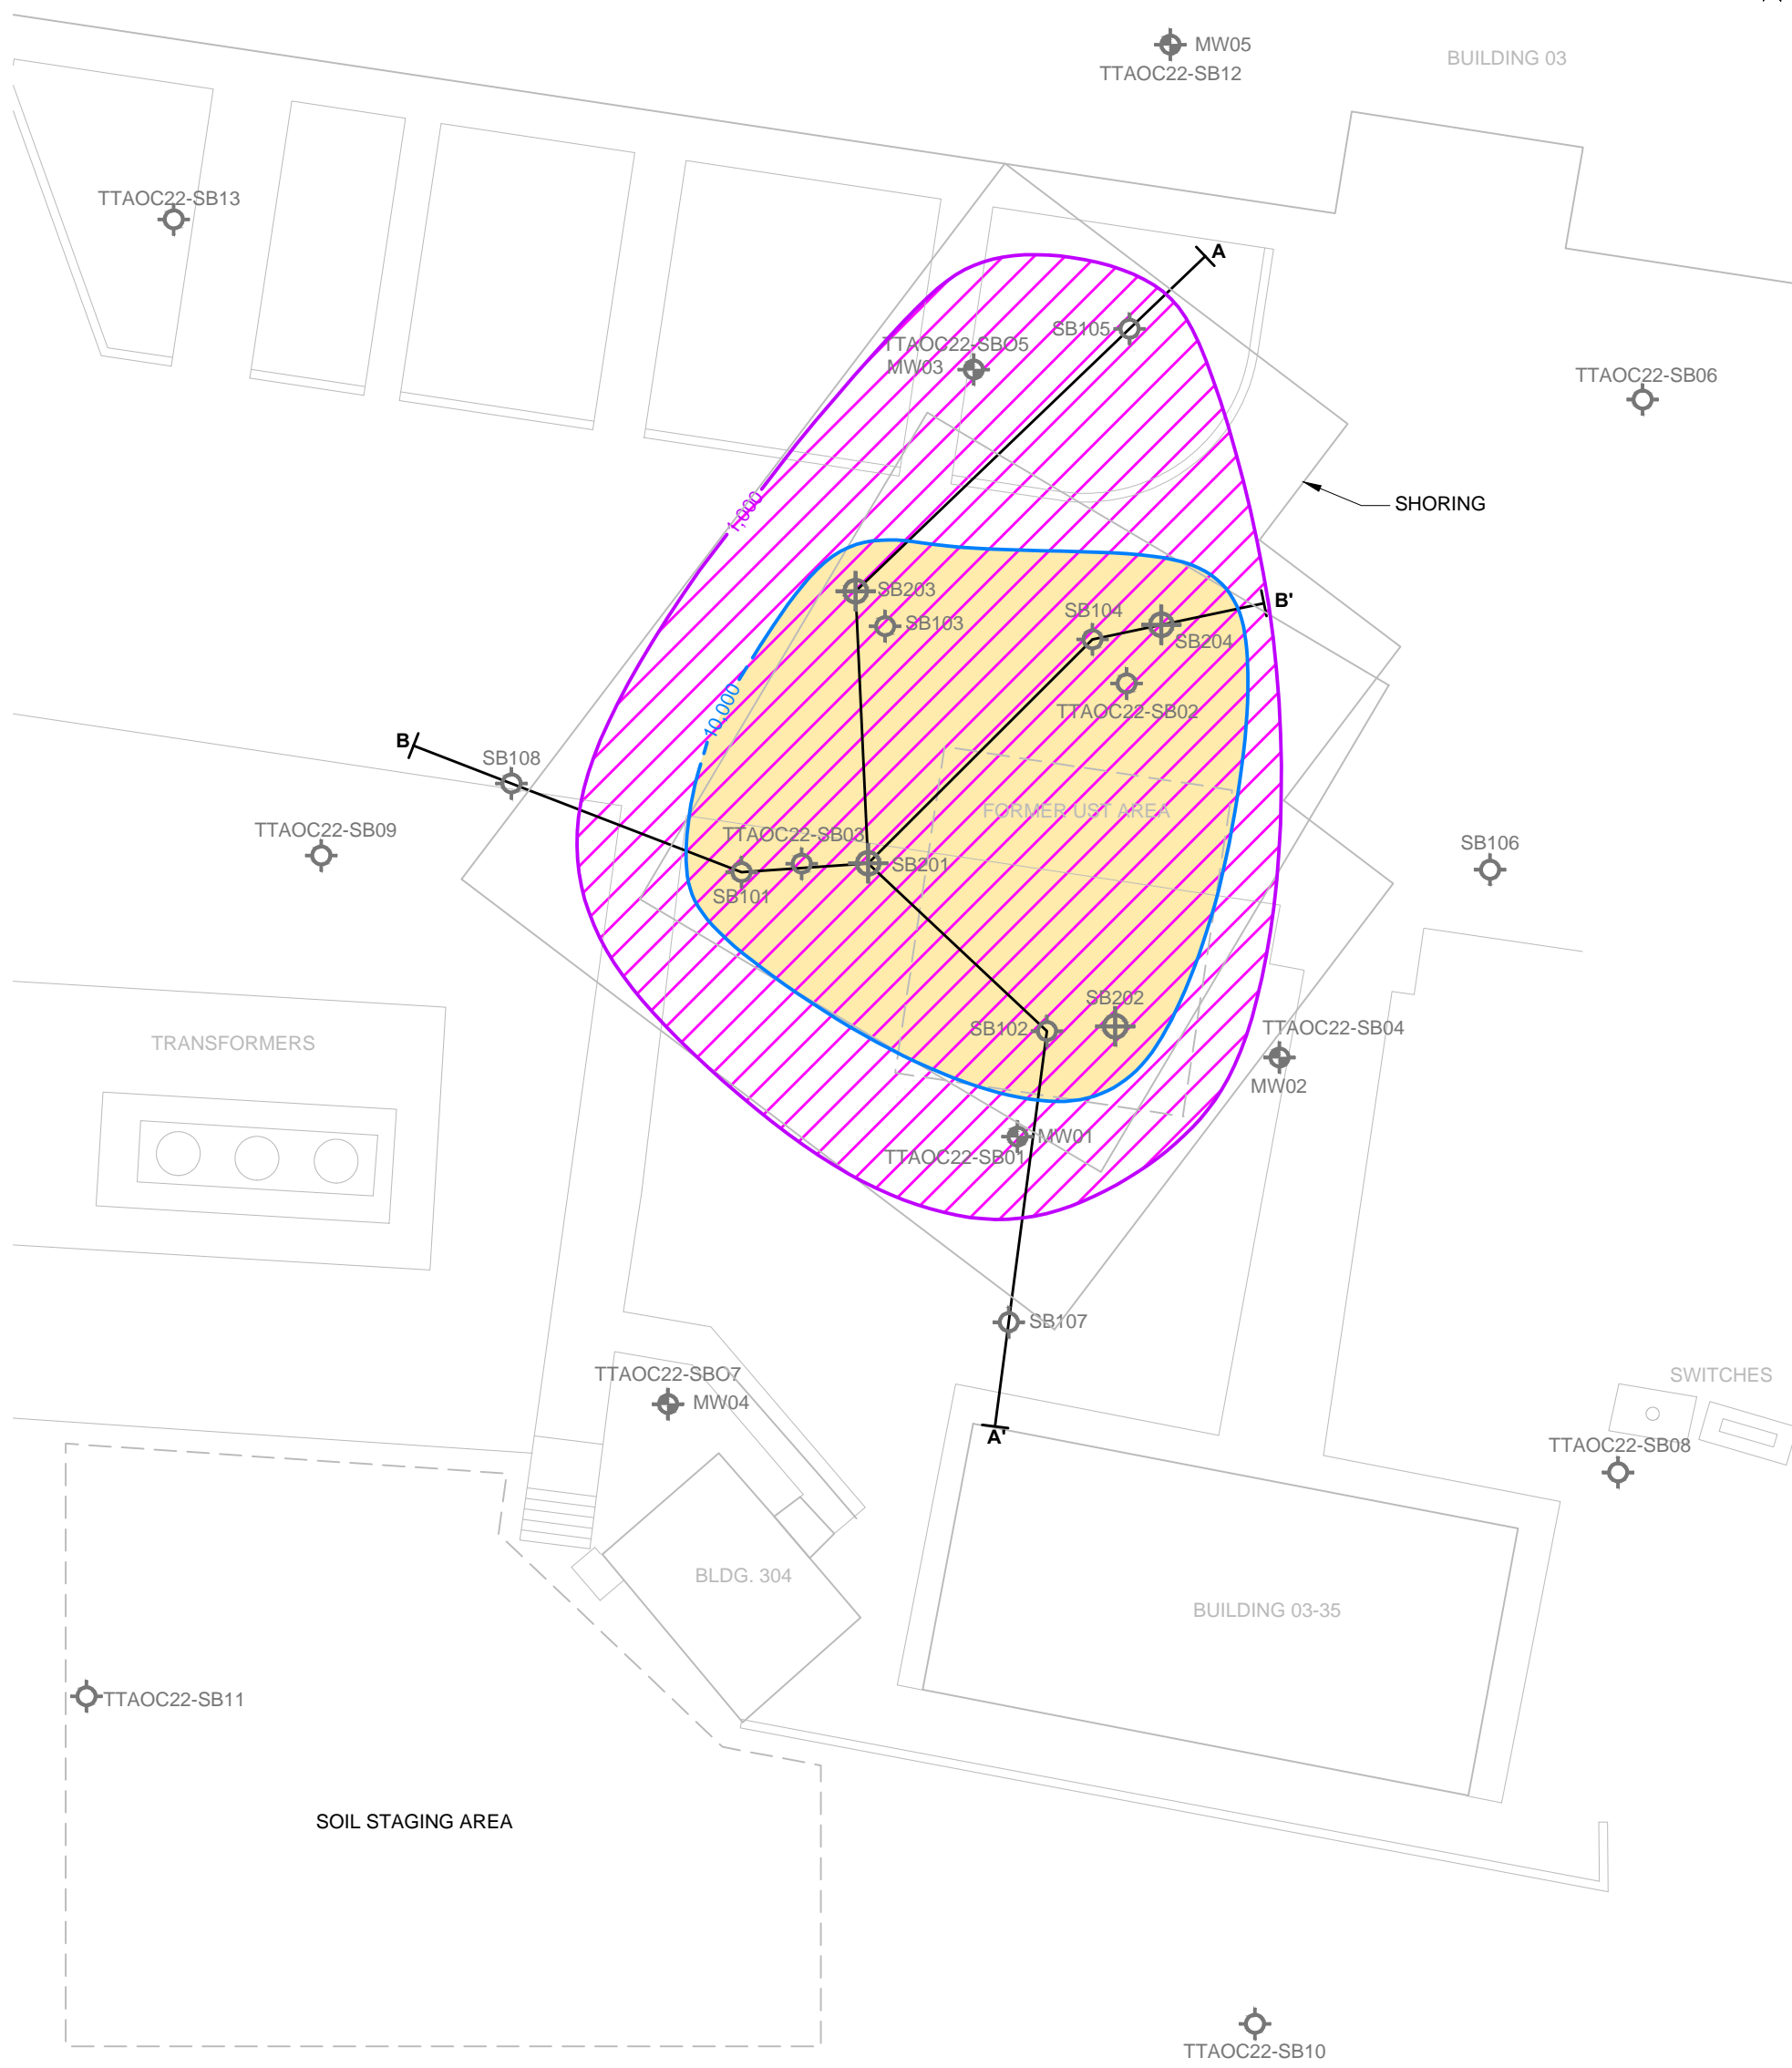 MW05
TTAOC22-SB12
BUILDING 03
TTAOC22-SB13
A
SB105
TTAOC22-SBO5
MW03
TTAOC22-SB06
SHORING
1,000
SB203
SB103
SB104
B'
SB204
10,000
TTAOC22-SB02
B
SB108
FORMER UST AREA
TTAOC22-SB09
TTAOC22-SB03
SB201
SB101
SB106
SB202
SB102
TTAOC22-SB04
MW02
TRANSFORMERS
MW01
TTAOC22-SB01
SB107
TTAOC22-SBO7
MW04
SWITCHES
A'
TTAOC22-SB08
BLDG. 304
BUILDING 03-35
TTAOC22-SB11
SOIL STAGING AREA
TTAOC22-SB10